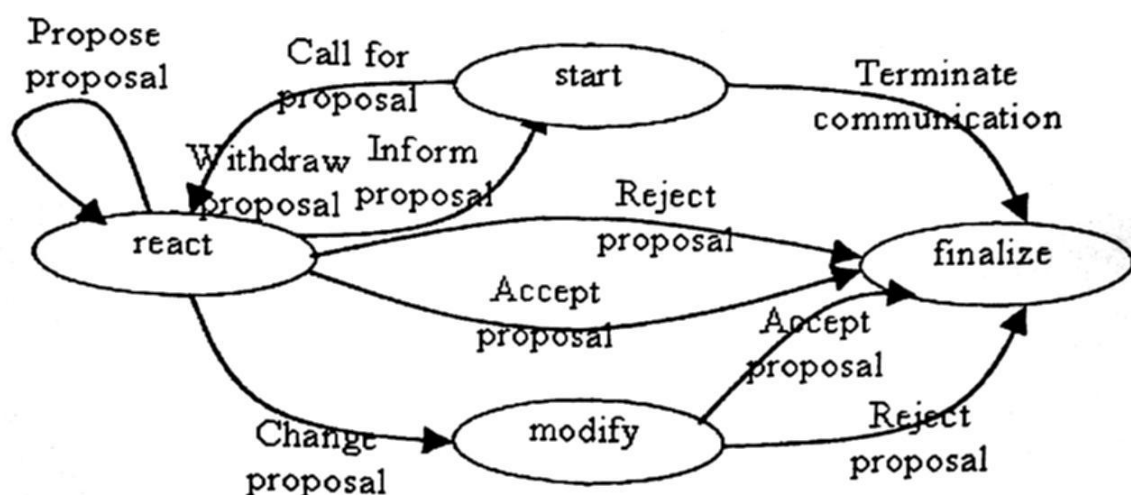 Propose
proposal
Call for
proposal
start
Terminate
communication
Withdraw
proposal
Inform
proposal
Reject
proposal
react
finalize
Accept
proposal
Accept
proposal
Change
proposal
modify
Reject
proposal